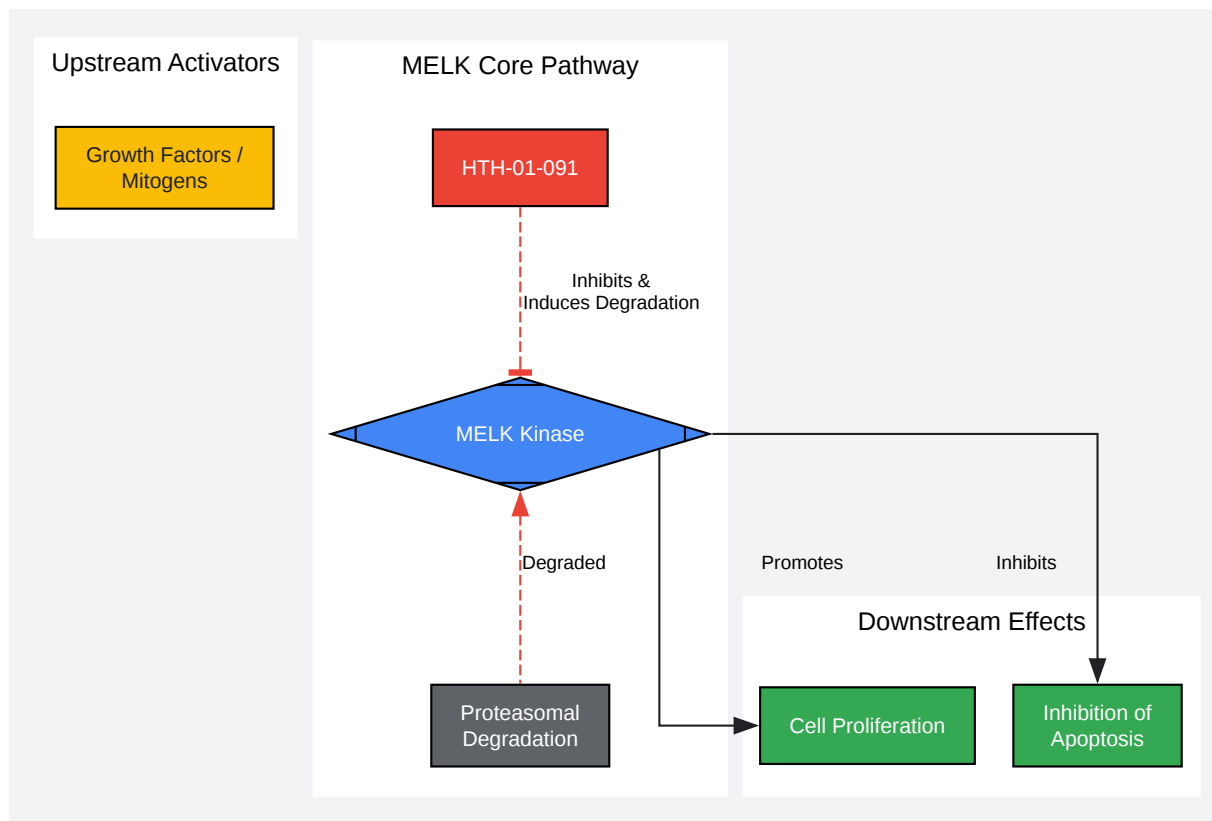 Upstream Activators
Growth Factors /
Mitogens
MELK Core Pathway
HTH-01-091
Inhibits &
Induces Degradation
MELK Kinase
Degraded
Proteasomal
Degradation
Promotes
Inhibits
Downstream Effects
Cell Proliferation
Inhibition of
Apoptosis